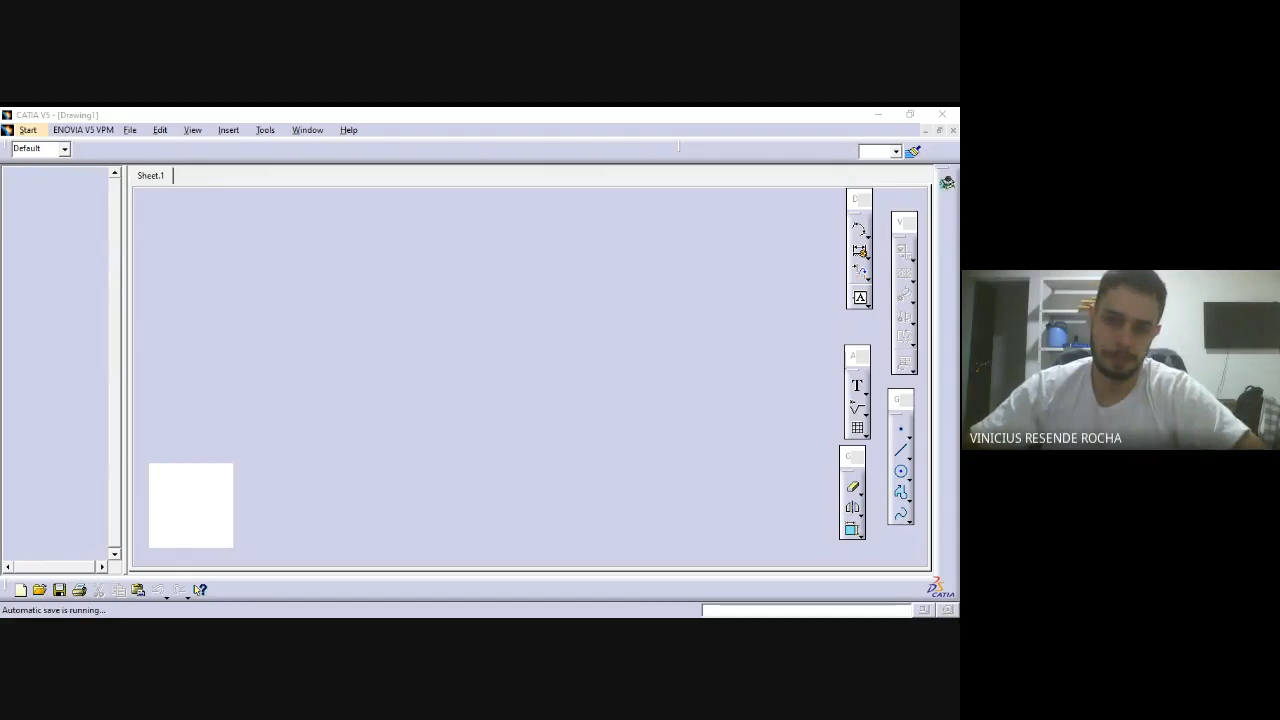 CATIA V5 - [Drawing1]
Start ENOVIA V5 VPM File Edit View Insert Tools Window Help
Default
Sheet.1
D
V
A
T
A
G
G
VINICIUS RESENDE ROCHA
CATIA
Automatic save is running...